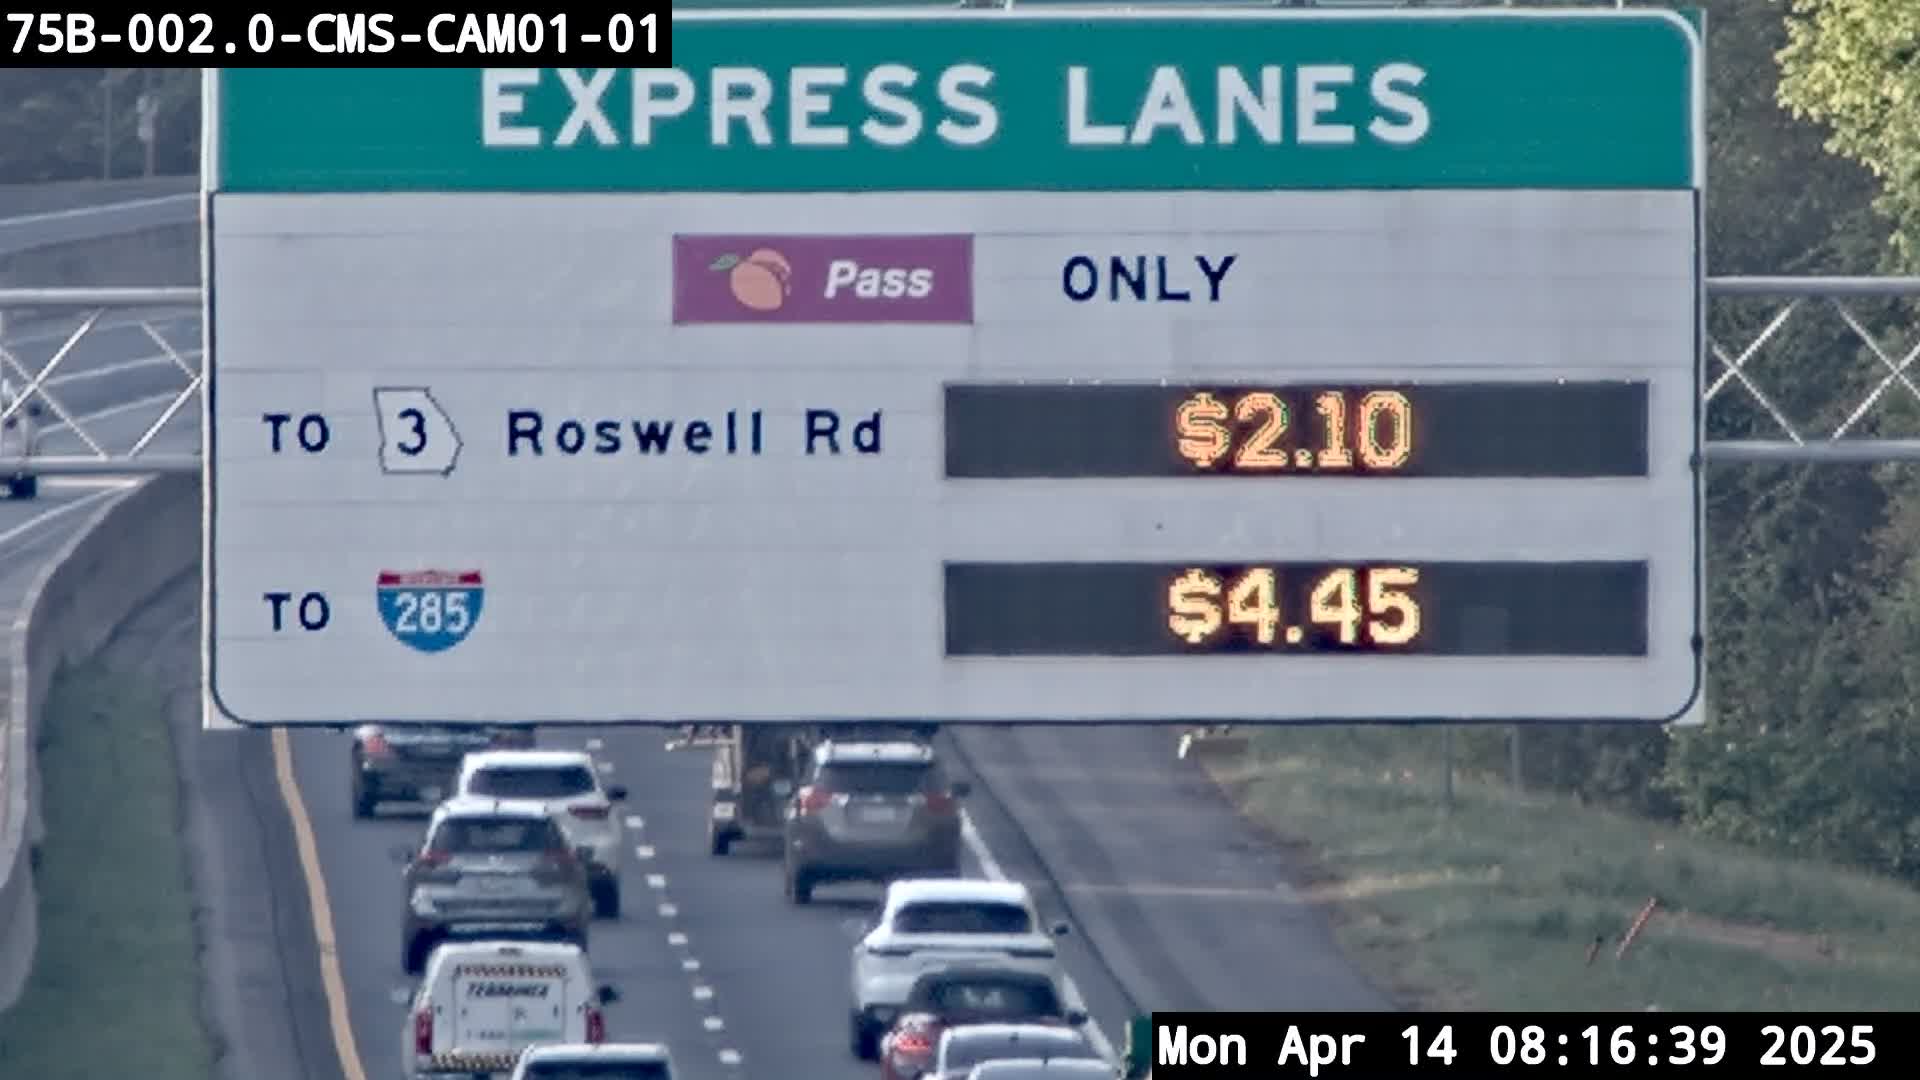 75B-002.0-CMS-CAM01-01
EXPRESS LANES
Pass ONLY
TO 3 Roswell Rd $2.10
TO 285 $4.45
Mon Apr 14 08:16:39 2025